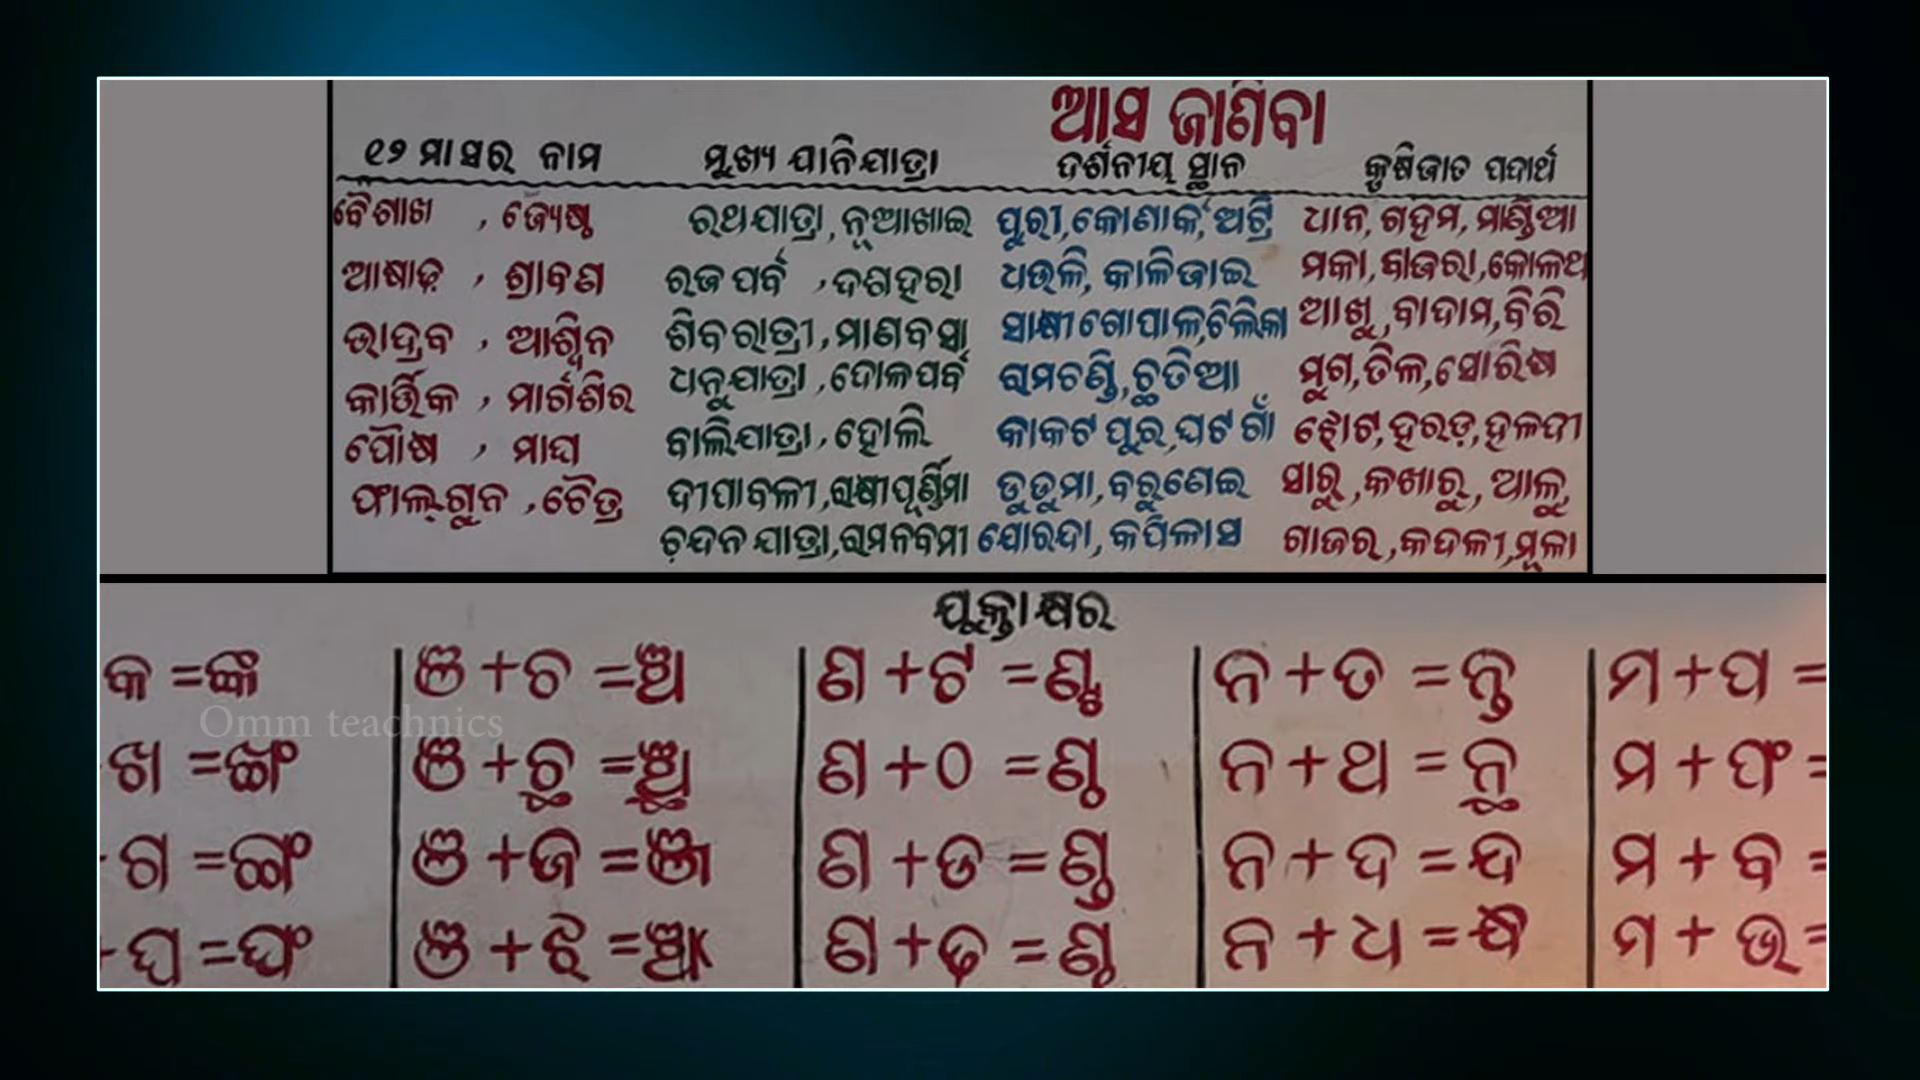 ଆସ ଜାଣିବା
୧୨ ମାସର ନାମ ମୁଖ୍ୟ ଯାନିଯାତ୍ରା ଦର୍ଶନୀୟ ସ୍ଥାନ କୃଷିଜାତ ପଦାର୍ଥ
ବୈଶାଖ , ଜ୍ୟେଷ୍ଠ ରଥଯାତ୍ରା, ନୂଆଖାଇ ପୁରୀ, କୋଣାର୍କ, ଅତ୍ରି ଧାନ, ଗହମ, ମାଣ୍ଡିଆ
ଆଷାଢ଼ , ଶ୍ରାବଣ ରଜ ପର୍ବ , ଦଶହରା ଧଉଳି, କାଳିଜାଇ ମକା, ବାଜରା, କୋଳଥ
ଭାଦ୍ରବ , ଆଶ୍ୱିନ ଶିବରାତ୍ରୀ, ମାଣବସା ସାକ୍ଷୀଗୋପାଳ, ଚିଲିକା ଆଖୁ, ବାଦାମ, ବିରି
କାର୍ତ୍ତିକ , ମାର୍ଗଶିର ଧନୁଯାତ୍ରା, ଦୋଳପର୍ବ ରାମଚଣ୍ଡି, ଚୁଡିଆ ମୁଗ, ତିଳ, ସୋରିଷ
ପୌଷ , ମାଘ ବାଲିଯାତ୍ରା, ହୋଲି କାକଟପୁର, ଘଟଗାଁ ଝୋଟ, ହରଡ଼, ହଳଦୀ
ଫାଲ୍‌ଗୁନ , ଚୈତ୍ର ଦୀପାବଳୀ, ରାକ୍ଷୀପୂର୍ଣ୍ଣିମା ଡୁଡୁମା, ବରୁଣେଇ ସାରୁ, କଖାରୁ, ଆଳୁ,
ଚନ୍ଦନ ଯାତ୍ରା, ରାମନବମୀ ଯୋରନ୍ଦା, କପିଳାସ ଗାଜର, କଦଳୀ, ମୂଳା
ଯୁକ୍ତାକ୍ଷର
କ = ଙ୍କ ଞ + ଚ = ଞ୍ଚ ଣ + ଟ = ଣ୍ଟ ନ + ତ = ନ୍ତ ମ + ପ =
Omm teachnics
ଖ = ଙ୍ଖ ଞ + ଛ = ଞ୍ଛ ଣ + ଠ = ଣ୍ଠ ନ + ଥ = ନ୍ଥ ମ + ଫ =
ଗ = ଙ୍ଗ ଞ + ଜ = ଞ୍ଜ ଣ + ଡ = ଣ୍ଡ ନ + ଦ = ନ୍ଦ ମ + ବ =
+ ଘ = ଙ୍ଘ ଞ + ଝ = ଞ୍ଝ ଣ + ଢ = ଣ୍ଢ ନ + ଧ = ନ୍ଧ ମ + ଭ =